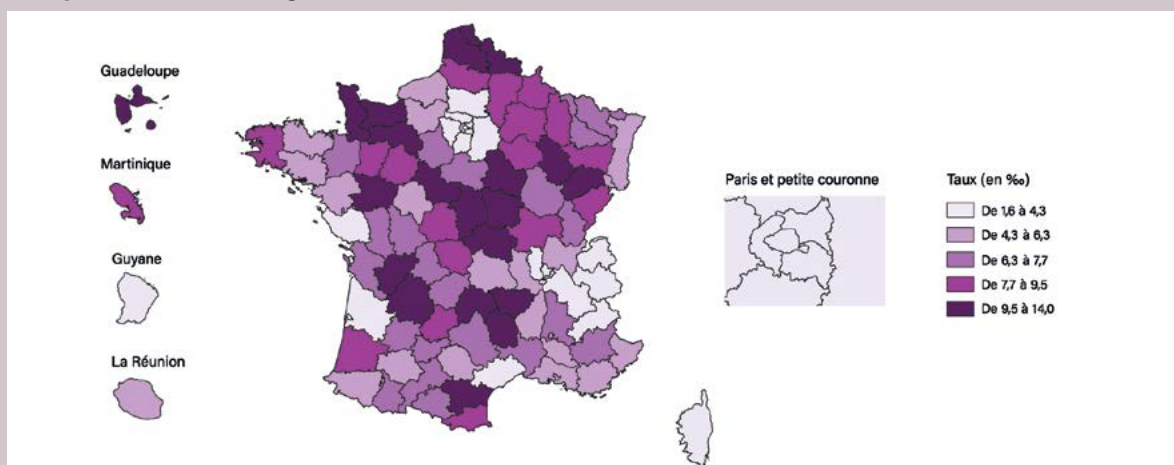 Guadeloupe
Martinique
Guyane
La Réunion
Paris et petite couronne
Taux (en ‰)
De 1,6 à 4,3
De 4,3 à 6,3
De 6,3 à 7,7
De 7,7 à 9,5
De 9,5 à 14,0